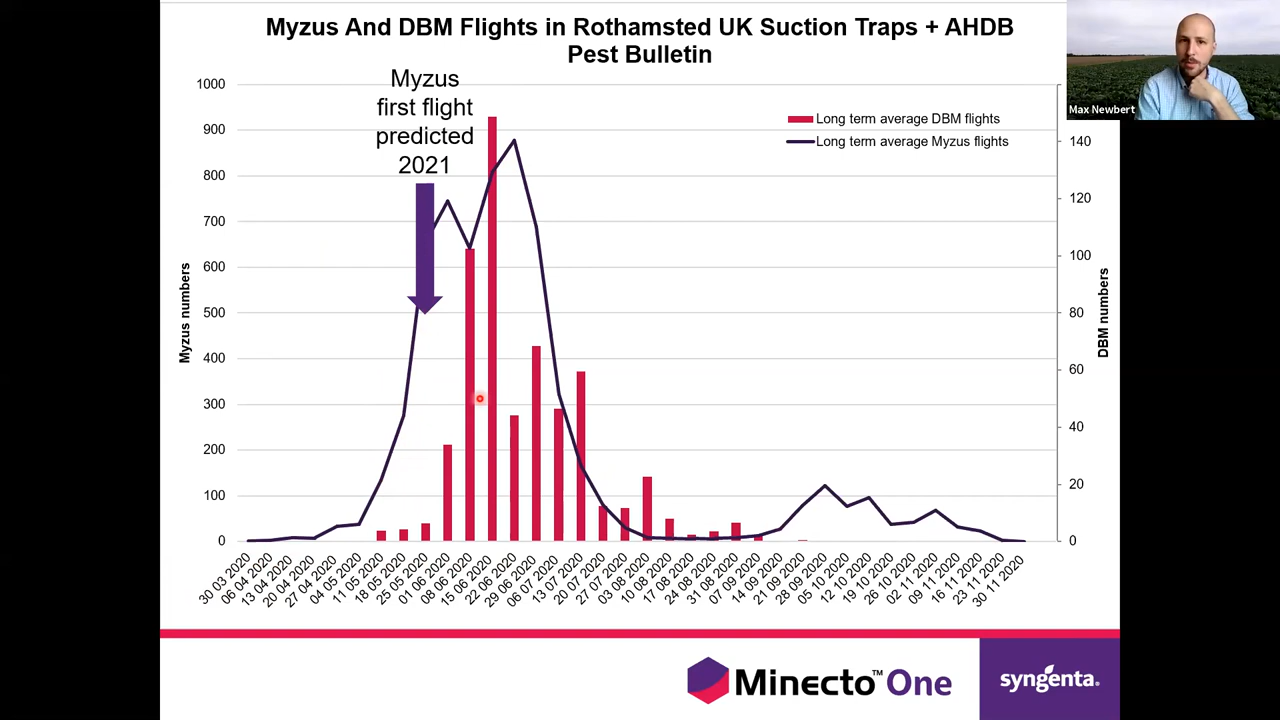 Myzus And DBM Flights in Rothamsted UK Suction Traps + AHDB
Pest Bulletin
Max Newbert
Myzus
first flight
predicted
2021
Long term average DBM flights
Long term average Myzus flights
Myzus numbers
1000
900
800
700
600
500
400
300
200
100
0
140
120
100
80
60
40
20
0
DBM numbers
30 03 2020
06 04 2020
13 04 2020
20 04 2020
27 04 2020
04 05 2020
11 05 2020
18 05 2020
25 05 2020
01 06 2020
08 06 2020
15 06 2020
22 06 2020
29 06 2020
06 07 2020
13 07 2020
20 07 2020
27 07 2020
03 08 2020
10 08 2020
17 08 2020
24 08 2020
31 08 2020
07 09 2020
14 09 2020
21 09 2020
28 09 2020
05 10 2020
12 10 2020
19 10 2020
26 10 2020
02 11 2020
09 11 2020
16 11 2020
23 11 2020
30 11 2020
Minecto™ One
syngenta®